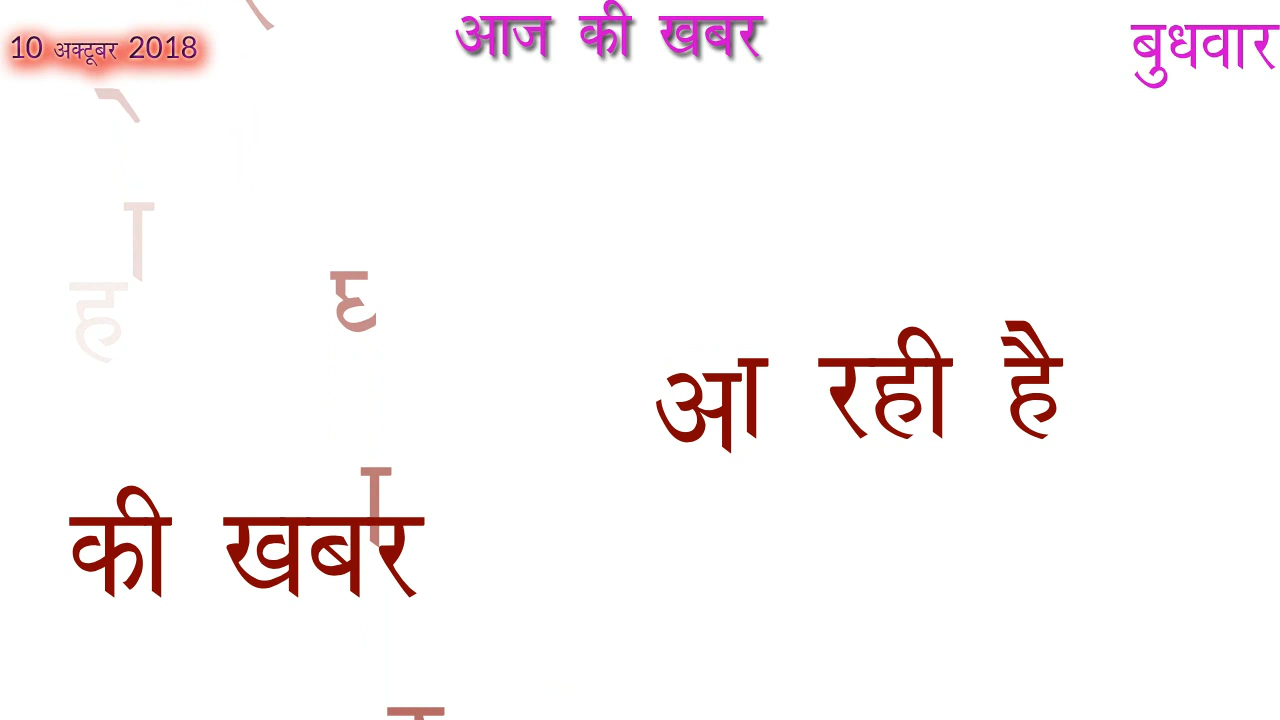 10 अक्टूबर 2018
आज की खबर
बुधवार
आ रही है
की खबर